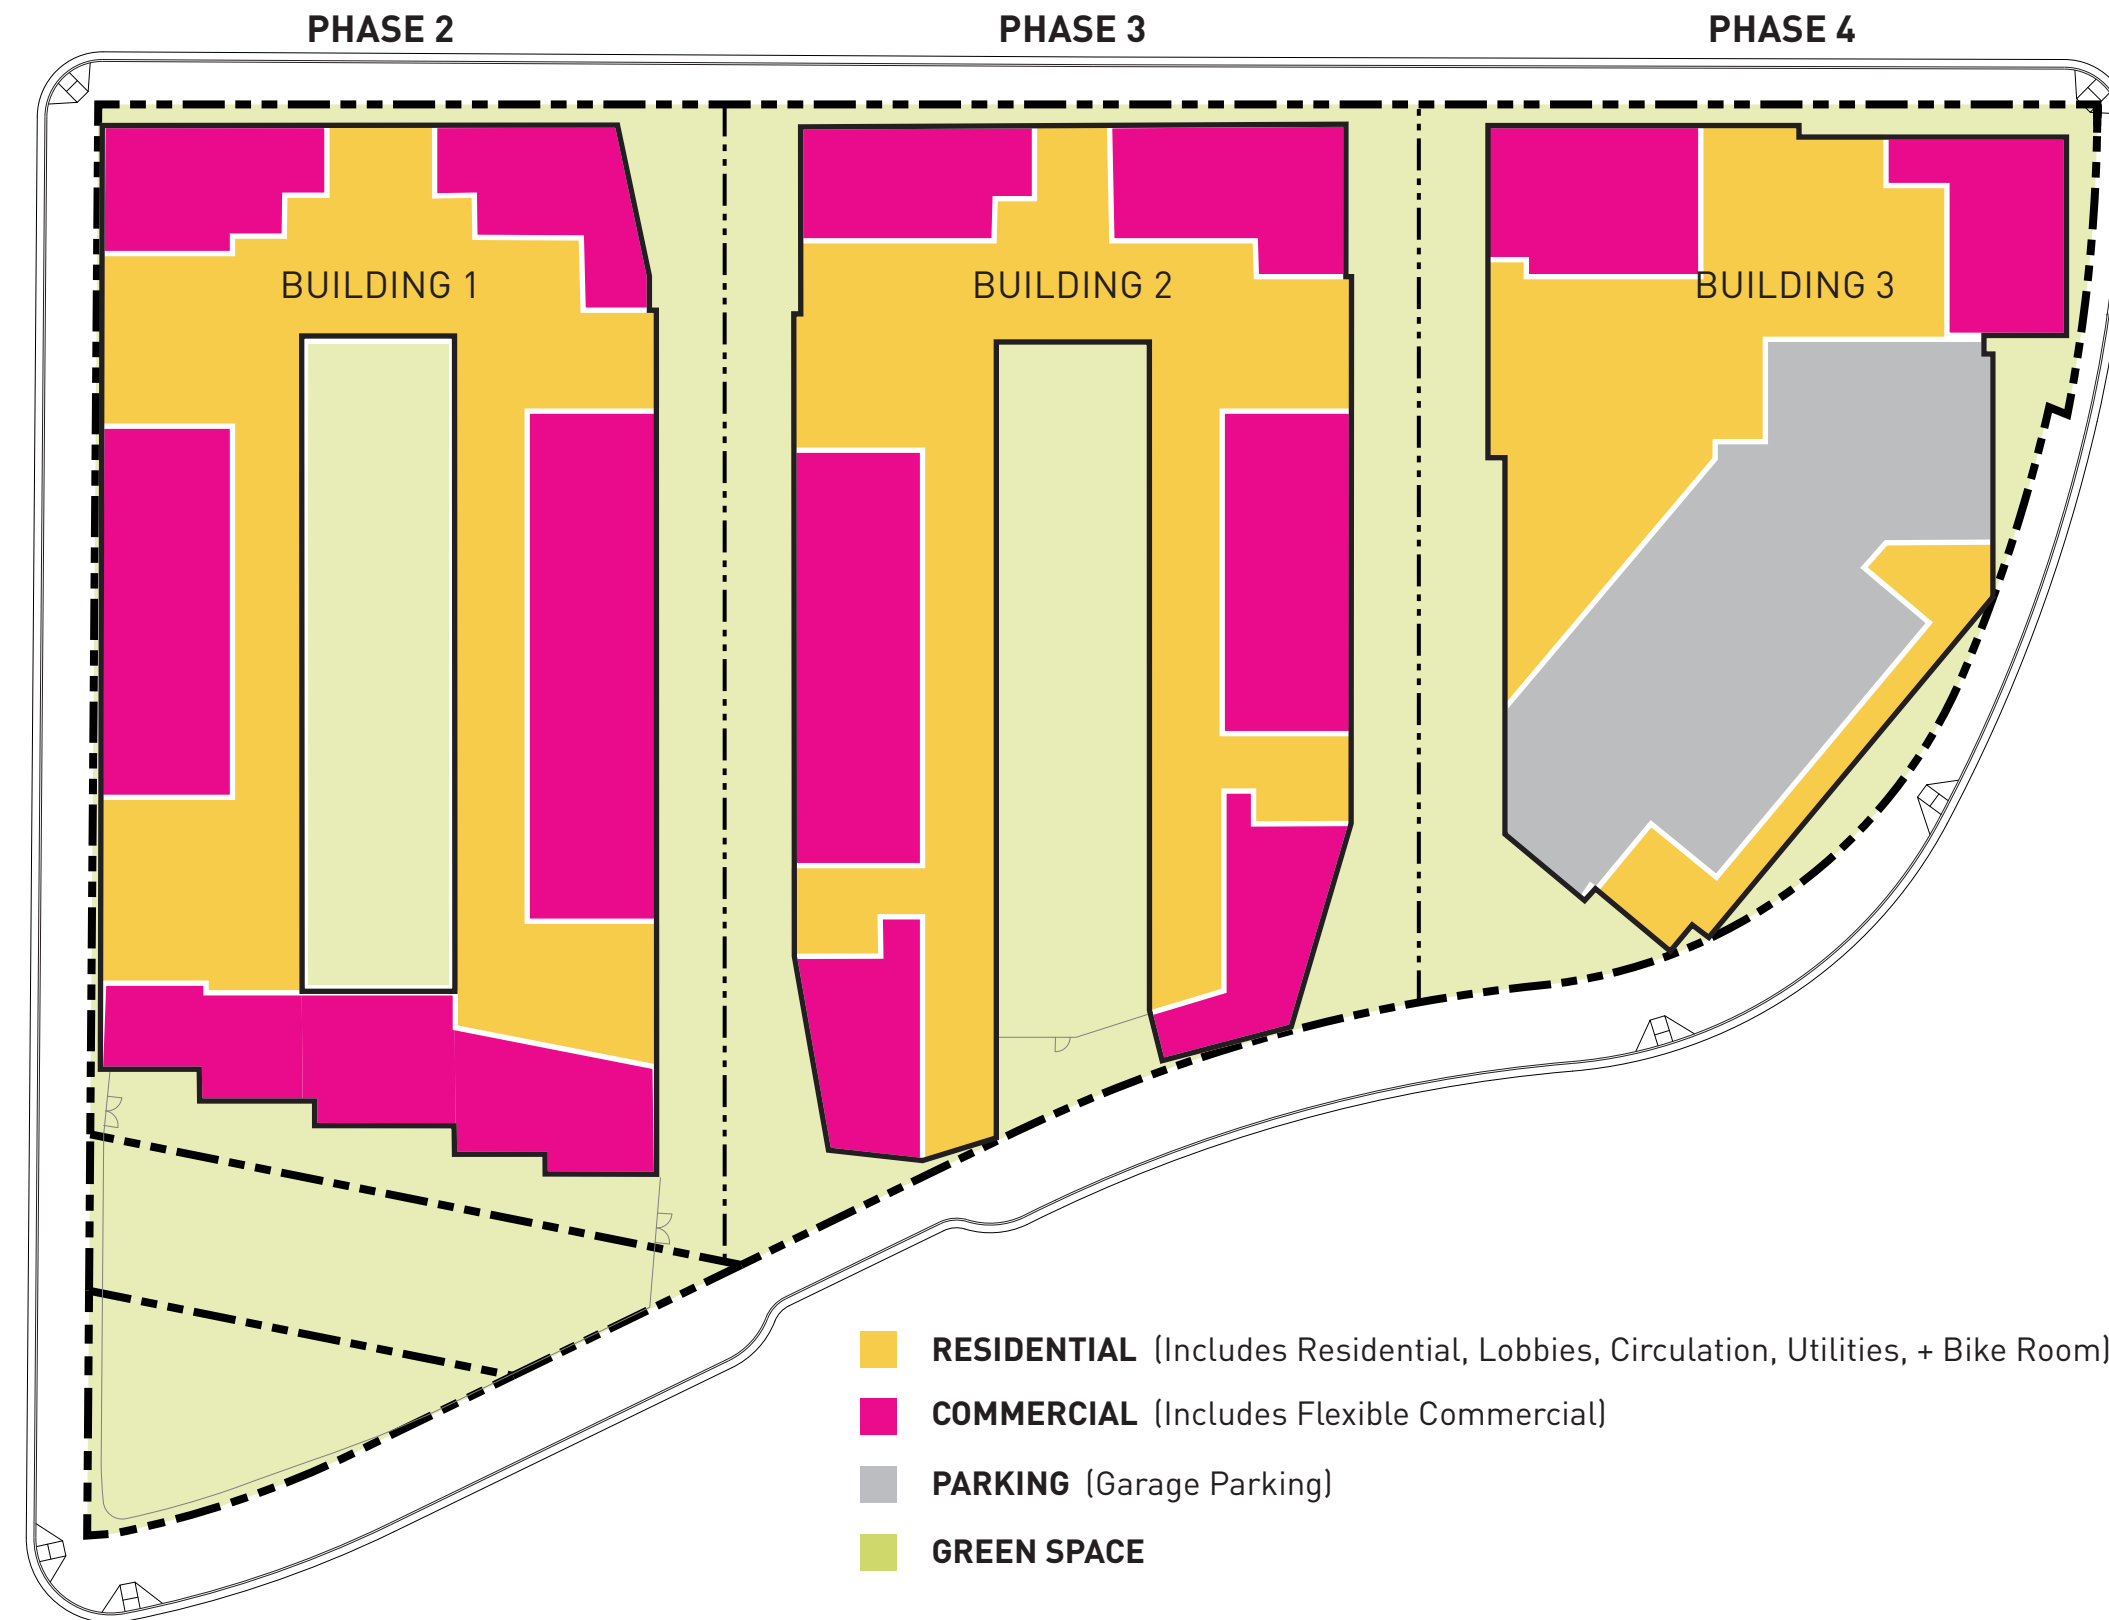 PHASE 2
PHASE 3
PHASE 4
BUILDING 1
BUILDING 2
BUILDING 3
RESIDENTIAL (Includes Residential, Lobbies, Circulation, Utilities, + Bike Room)
COMMERCIAL (Includes Flexible Commercial)
PARKING (Garage Parking)
GREEN SPACE